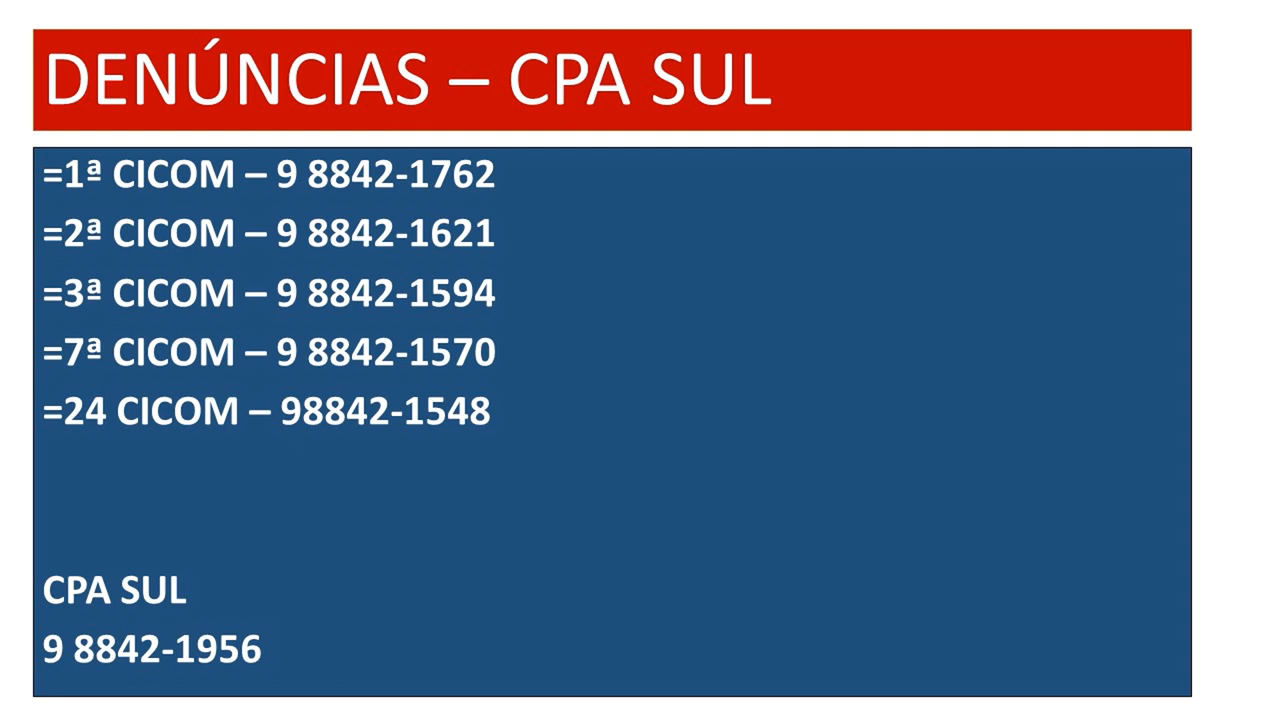 DENÚNCIAS – CPA SUL
=1ª CICOM – 9 8842-1762
=2ª CICOM – 9 8842-1621
=3ª CICOM – 9 8842-1594
=7ª CICOM – 9 8842-1570
=24 CICOM – 98842-1548
CPA SUL
9 8842-1956